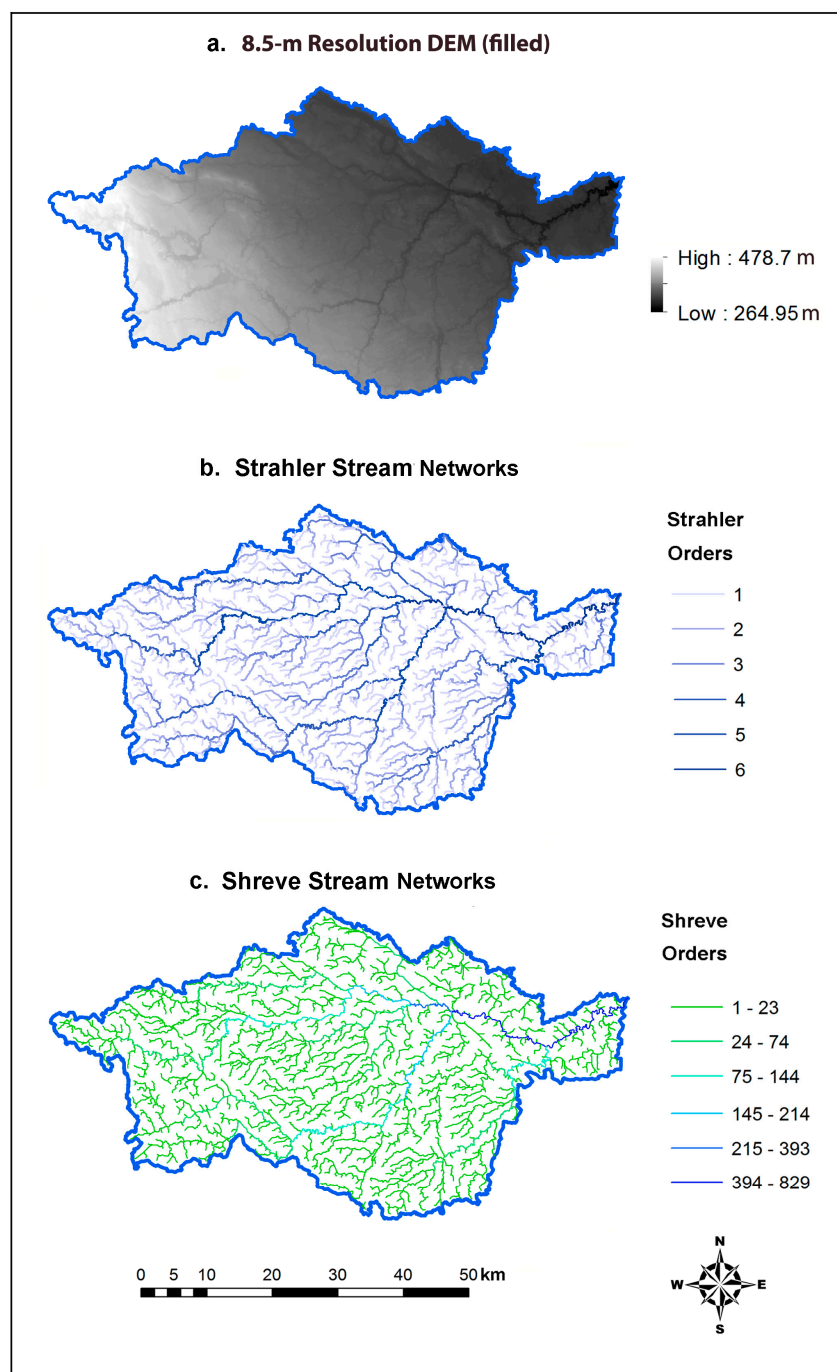 a. 8.5-m Resolution DEM (filled)
High : 478.7 m
Low : 264.95 m
b. Strahler Stream Networks
Strahler
Orders
1
2
3
4
5
6
c. Shreve Stream Networks
Shreve
Orders
1 - 23
24 - 74
75 - 144
145 - 214
215 - 393
394 - 829
0 5 10 20 30 40 50 km
N
W E
S